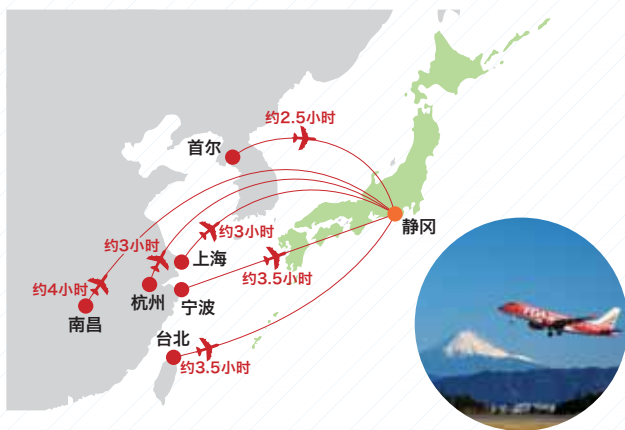 约2.5小时
首尔
静冈
约3小时
上海
约3小时
杭州
约3.5小时
宁波
约4小时
南昌
台北
约3.5小时
FDA